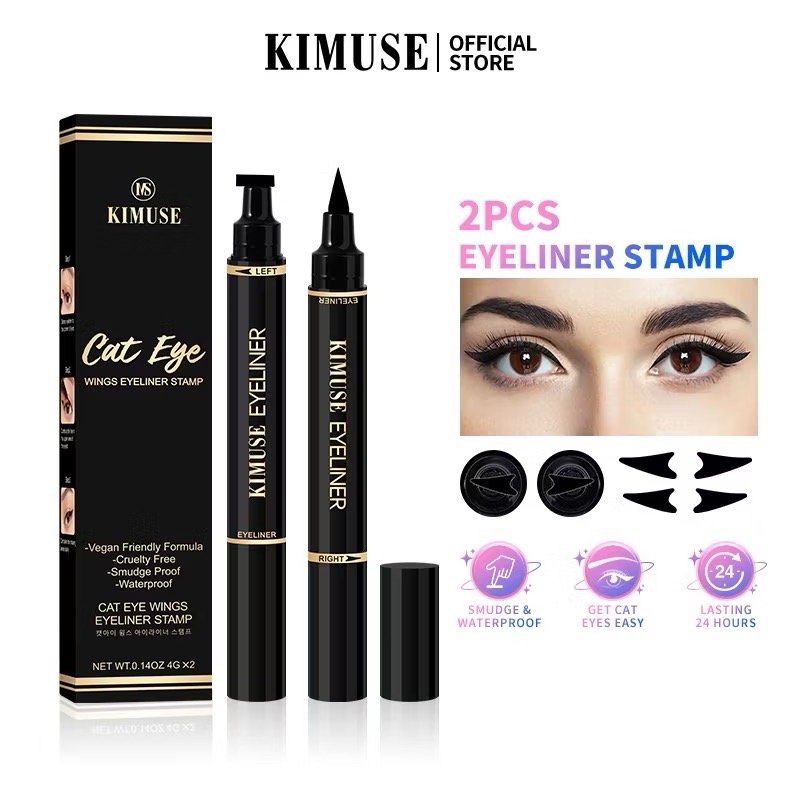 KIMUSE
OFFICIAL
STORE
MS
KIMUSE
Cat Eye
WINGS EYELINER STAMP
-Vegan Friendly Formula
-Cruelty Free
-Smudge Proof
-Waterproof
CAT EYE WINGS
EYELINER STAMP
캣아이 윙스 아이라이너 스탬프
NET WT.0.14OZ 4G X2
LEFT
KIMUSE EYELINER
EYELINER
EYELINER
KIMUSE EYELINER
RIGHT
2PCS
EYELINER STAMP
SMUDGE &
WATERPROOF
GET CAT
EYES EASY
24
LASTING
24 HOURS